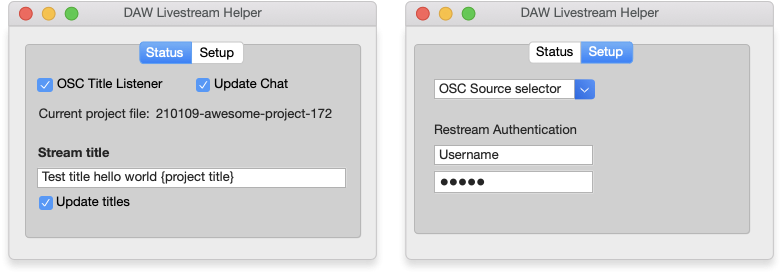 DAW Livestream Helper
Status Setup
OSC Title Listener Update Chat
Current project file: 210109-awesome-project-172
Stream title
Test title hello world {project title}
Update titles
DAW Livestream Helper
Status Setup
OSC Source selector
Restream Authentication
Username
●●●●●